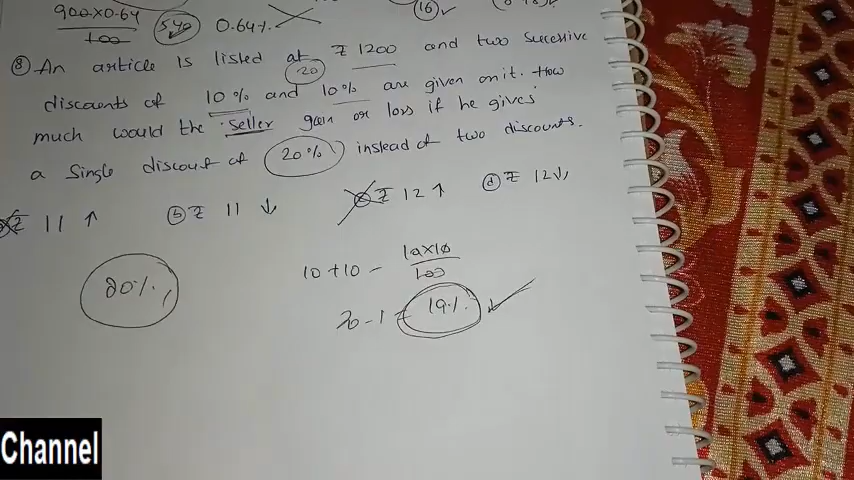 900×0.64
100
5.40
0.64%.
16
⑧ An article is listed at ₹ 1200 and two sucessive
20
discounts of 10% and 10% are given on it. How
much would the seller gain or loss if he gives
a single discount of 20% instead of two discounts.
₹ 11 ↑ ⓑ ₹ 11 ↓ ₹ 12 ↑ ⓓ ₹ 12↓
20%.
10 + 10 - 10×10
100
20 - 1 = 19%.
Channel